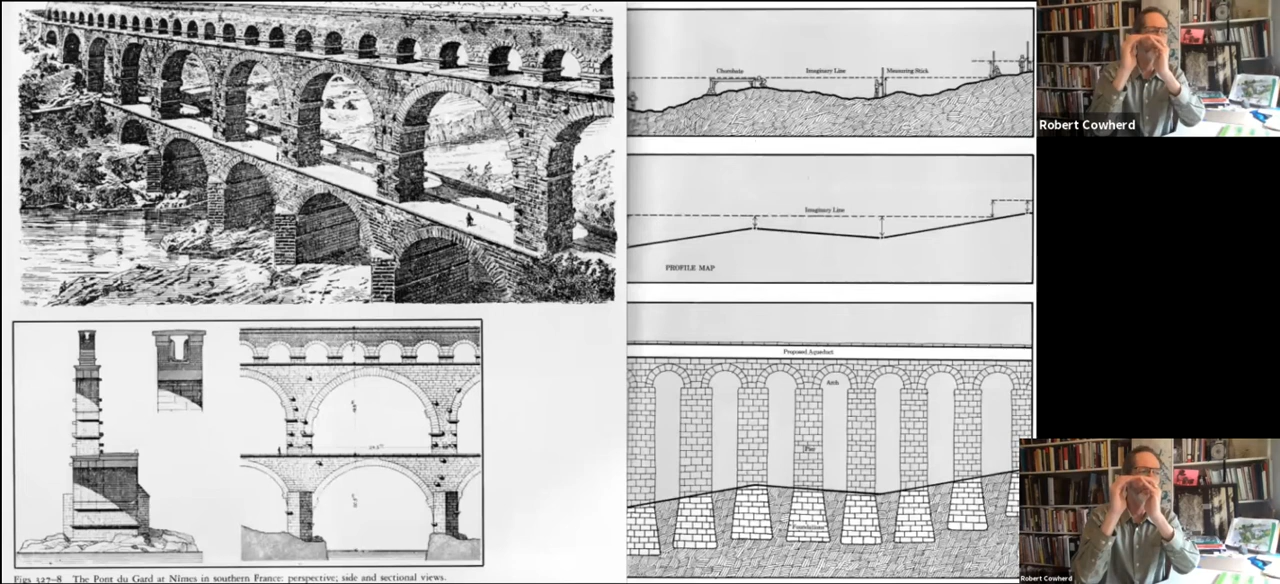 Chorobate
Imaginary Line
Measuring Stick
Robert Cowherd
Imaginary Line
PROFILE MAP
Proposed Aqueduct
Arch
Pier
Figs 327–8 The Pont du Gard at Nîmes in southern France: perspective; side and sectional views.
Robert Cowherd